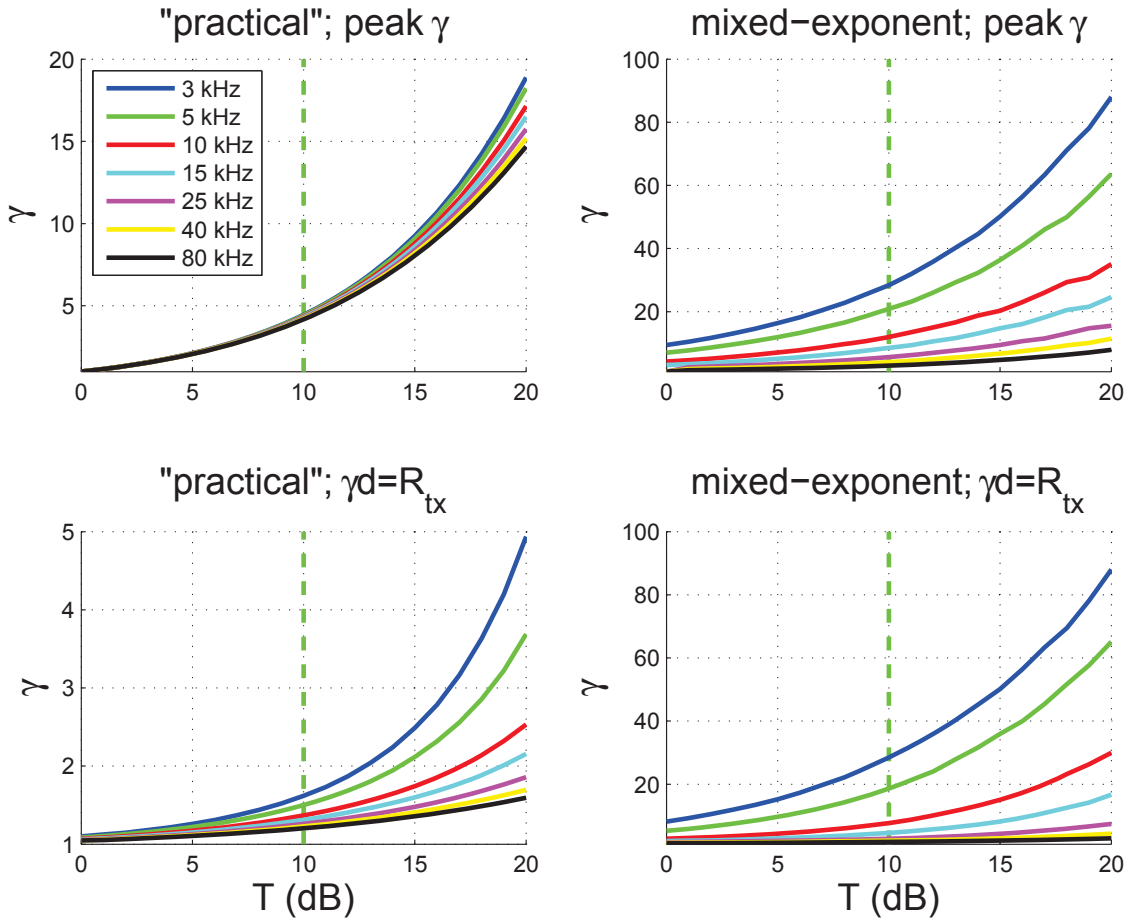 "practical"; peak γ
20
15
10
5
γ
3 kHz
5 kHz
10 kHz
15 kHz
25 kHz
40 kHz
80 kHz
0 5 10 15 20
mixed−exponent; peak γ
100
80
60
40
20
γ
0 5 10 15 20
"practical"; γd=R_tx
5
4
3
2
1
γ
0 5 10 15 20
T (dB)
mixed−exponent; γd=R_tx
100
80
60
40
20
γ
0 5 10 15 20
T (dB)